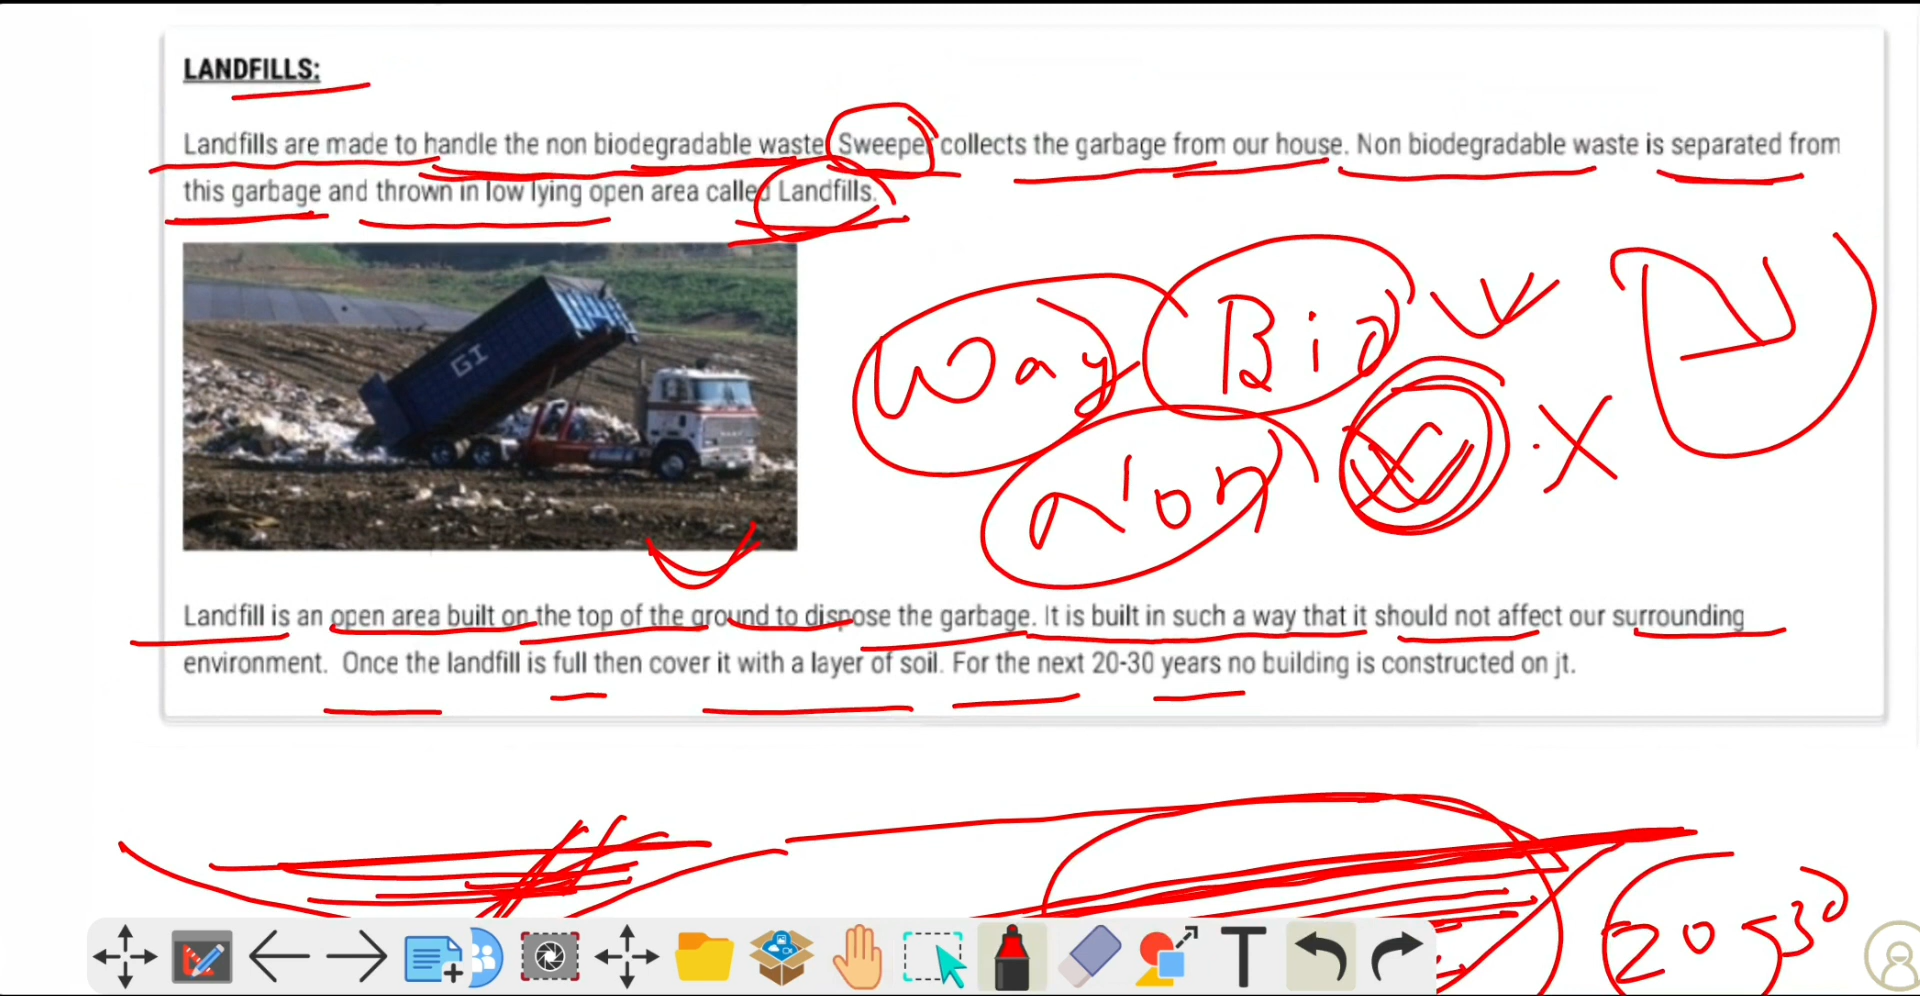 LANDFILLS:
Landfills are made to handle the non biodegradable waste Sweeper collects the garbage from our house. Non biodegradable waste is separated from
this garbage and thrown in low lying open area called Landfills.
GI
Way Bio
Non
Landfill is an open area built on the top of the ground to dispose the garbage. It is built in such a way that it should not affect our surrounding
environment. Once the landfill is full then cover it with a layer of soil. For the next 20-30 years no building is constructed on jt.
T